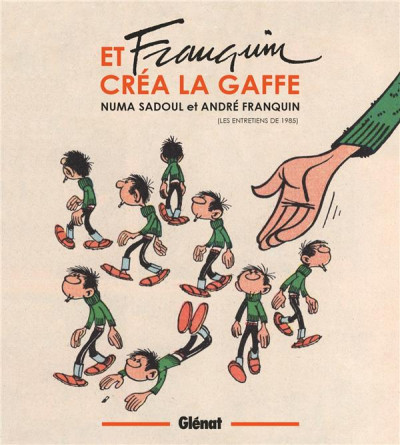 ET Franquin
CRÉA LA GAFFE
NUMA SADOUL et ANDRÉ FRANQUIN
(LES ENTRETIENS DE 1985)
Glénat